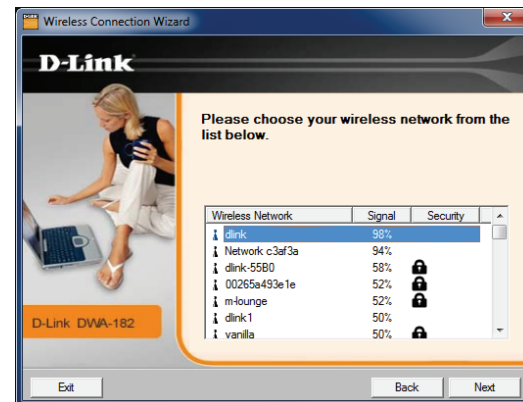 Wireless Connection Wizard
D-Link
Please choose your wireless network from the
list below.
Wireless Network Signal Security
dlink 98%
Network c3af3a 94%
dlink-55B0 58%
00265a493e1e 52%
m-lounge 52%
dlink1 50%
vanilla 50%
D-Link DWA-182
Exit Back Next